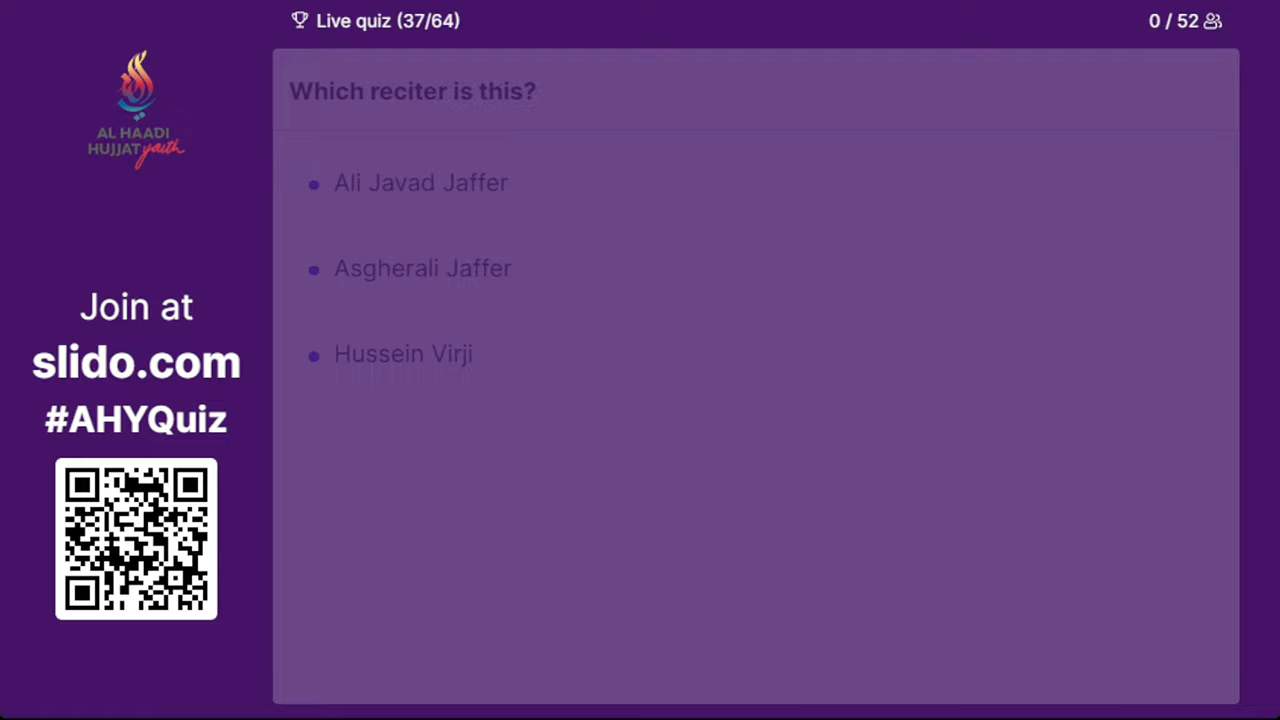 Live quiz (37/64)
0 / 52
AL HAADI
HUJJAT youth
Which reciter is this?
Ali Javad Jaffer
Asgherali Jaffer
Hussein Virji
Join at
slido.com
#AHYQuiz